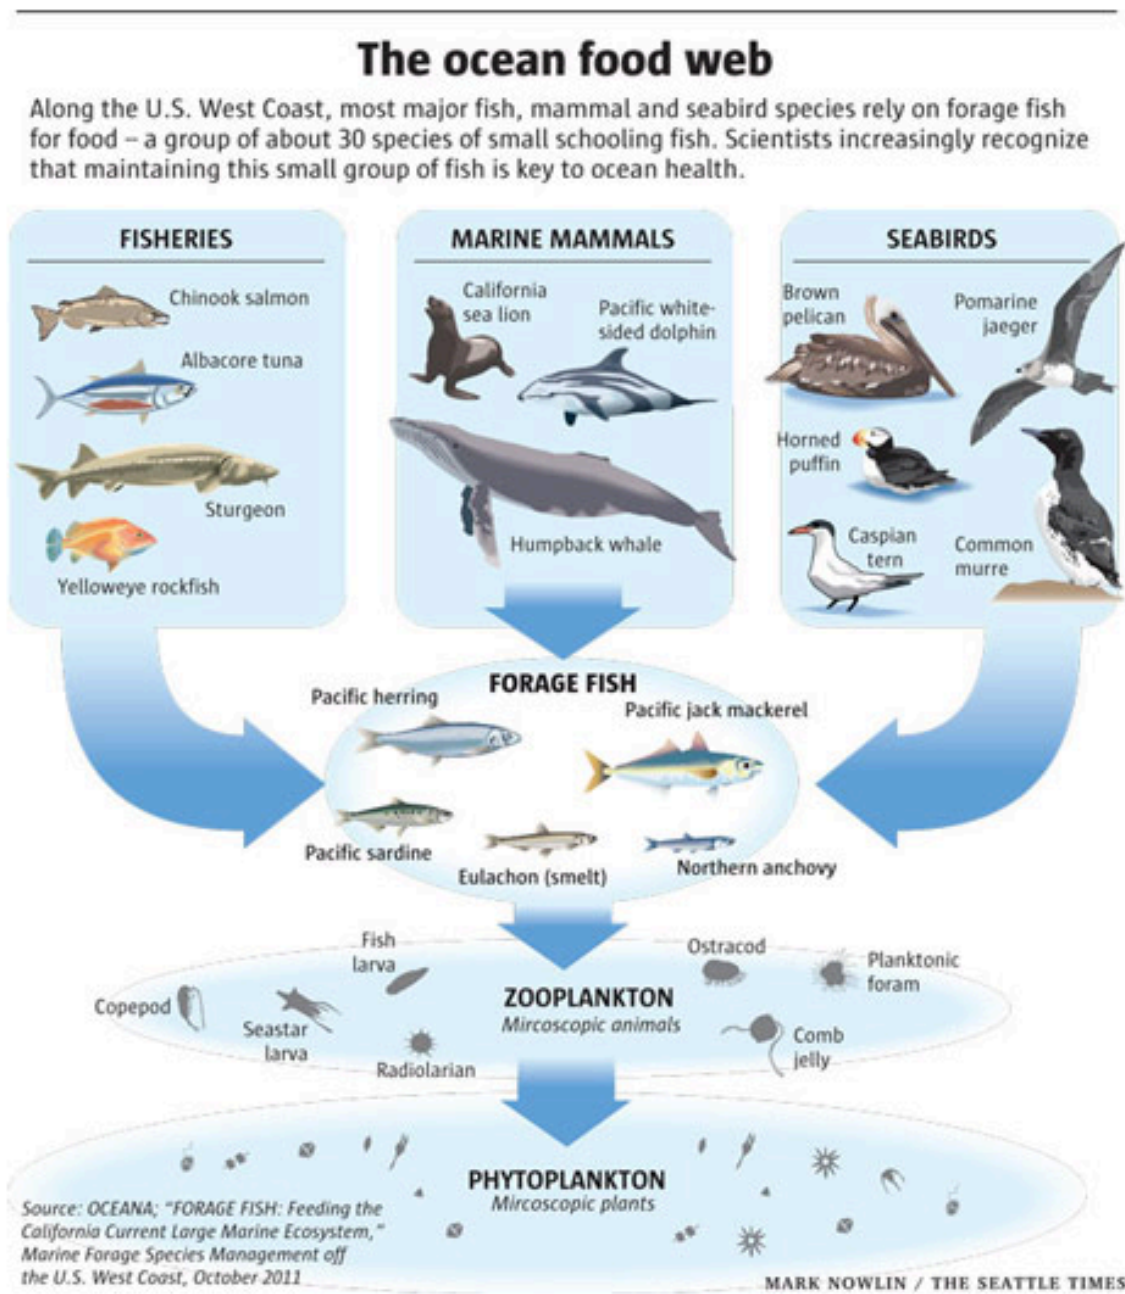 The ocean food web
Along the U.S. West Coast, most major fish, mammal and seabird species rely on forage fish
for food – a group of about 30 species of small schooling fish. Scientists increasingly recognize
that maintaining this small group of fish is key to ocean health.
FISHERIES
Chinook salmon
Albacore tuna
Sturgeon
Yelloweye rockfish
MARINE MAMMALS
California
sea lion
Pacific white-
sided dolphin
Humpback whale
SEABIRDS
Brown
pelican
Pomarine
jaeger
Horned
puffin
Caspian
tern
Common
murre
FORAGE FISH
Pacific herring
Pacific jack mackerel
Pacific sardine
Eulachon (smelt)
Northern anchovy
Fish
larva
Ostracod
Planktonic
foram
Copepod
Seastar
larva
ZOOPLANKTON
Mircoscopic animals
Radiolarian
Comb
jelly
PHYTOPLANKTON
Mircoscopic plants
Source: OCEANA; "FORAGE FISH: Feeding the
California Current Large Marine Ecosystem,"
Marine Forage Species Management off
the U.S. West Coast, October 2011
MARK NOWLIN / THE SEATTLE TIMES